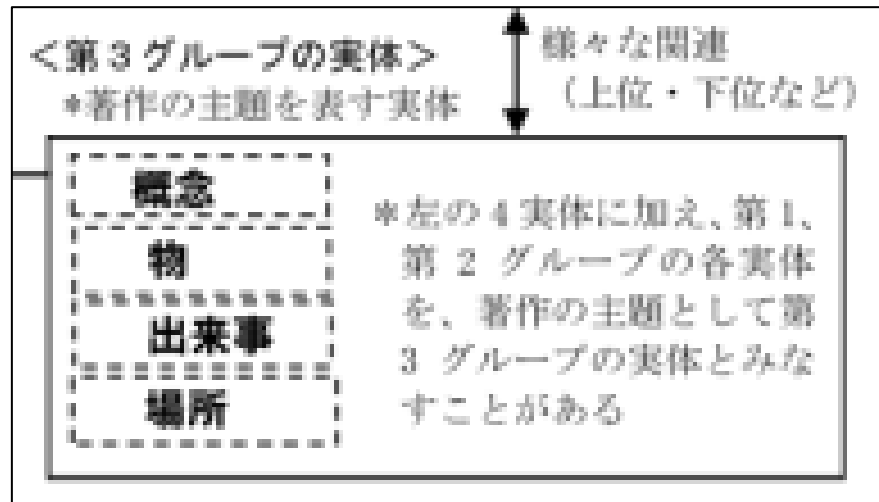 <第3グループの実体>
*著作の主題を表す実体
様々な関連
(上位・下位など)
概念
物
出来事
場所
*左の4実体に加え、第1、
第2グループの各実体
を、著作の主題として第
3グループの実体とみな
すことがある